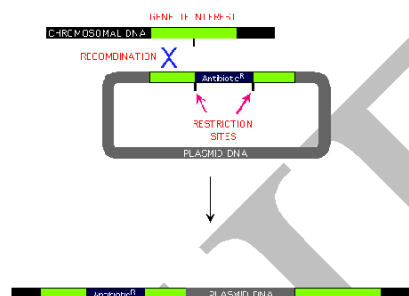 GENE OF INTEREST
CHROMOSOMAL DNA
RECOMBINATION
Antibiotic R
RESTRICTION
SITES
PLASMID DNA
Antibiotic R PLASMID DNA